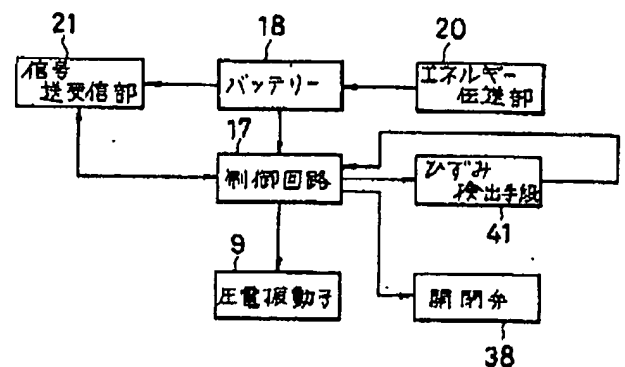 21
信号
送受信部
18
バッテリー
20
エネルギー
伝送部
17
制御回路
ひずみ
検出手段
41
9
圧電振動子
開閉弁
38